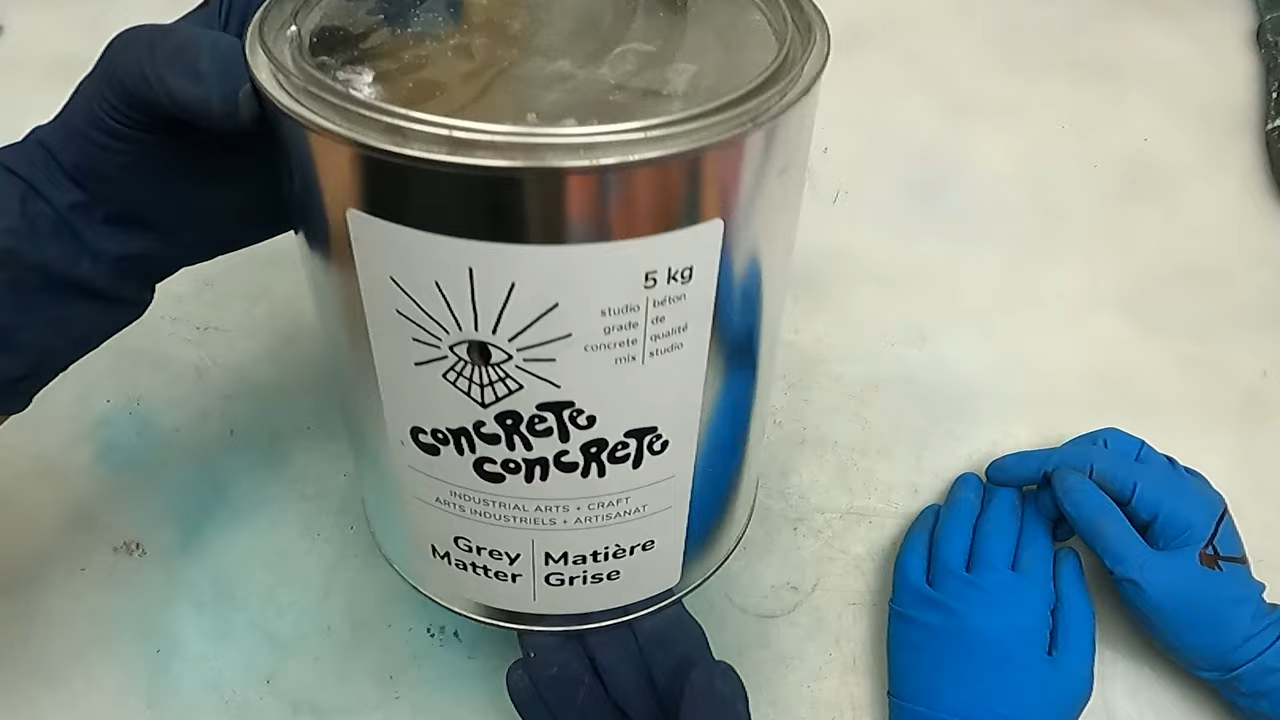 5 kg
studio béton
grade de
concrete qualité
mix studio
CONCReTe
CONCReTe
INDUSTRIAL ARTS + CRAFT
ARTS INDUSTRIELS + ARTISANAT
Grey Matière
Matter Grise